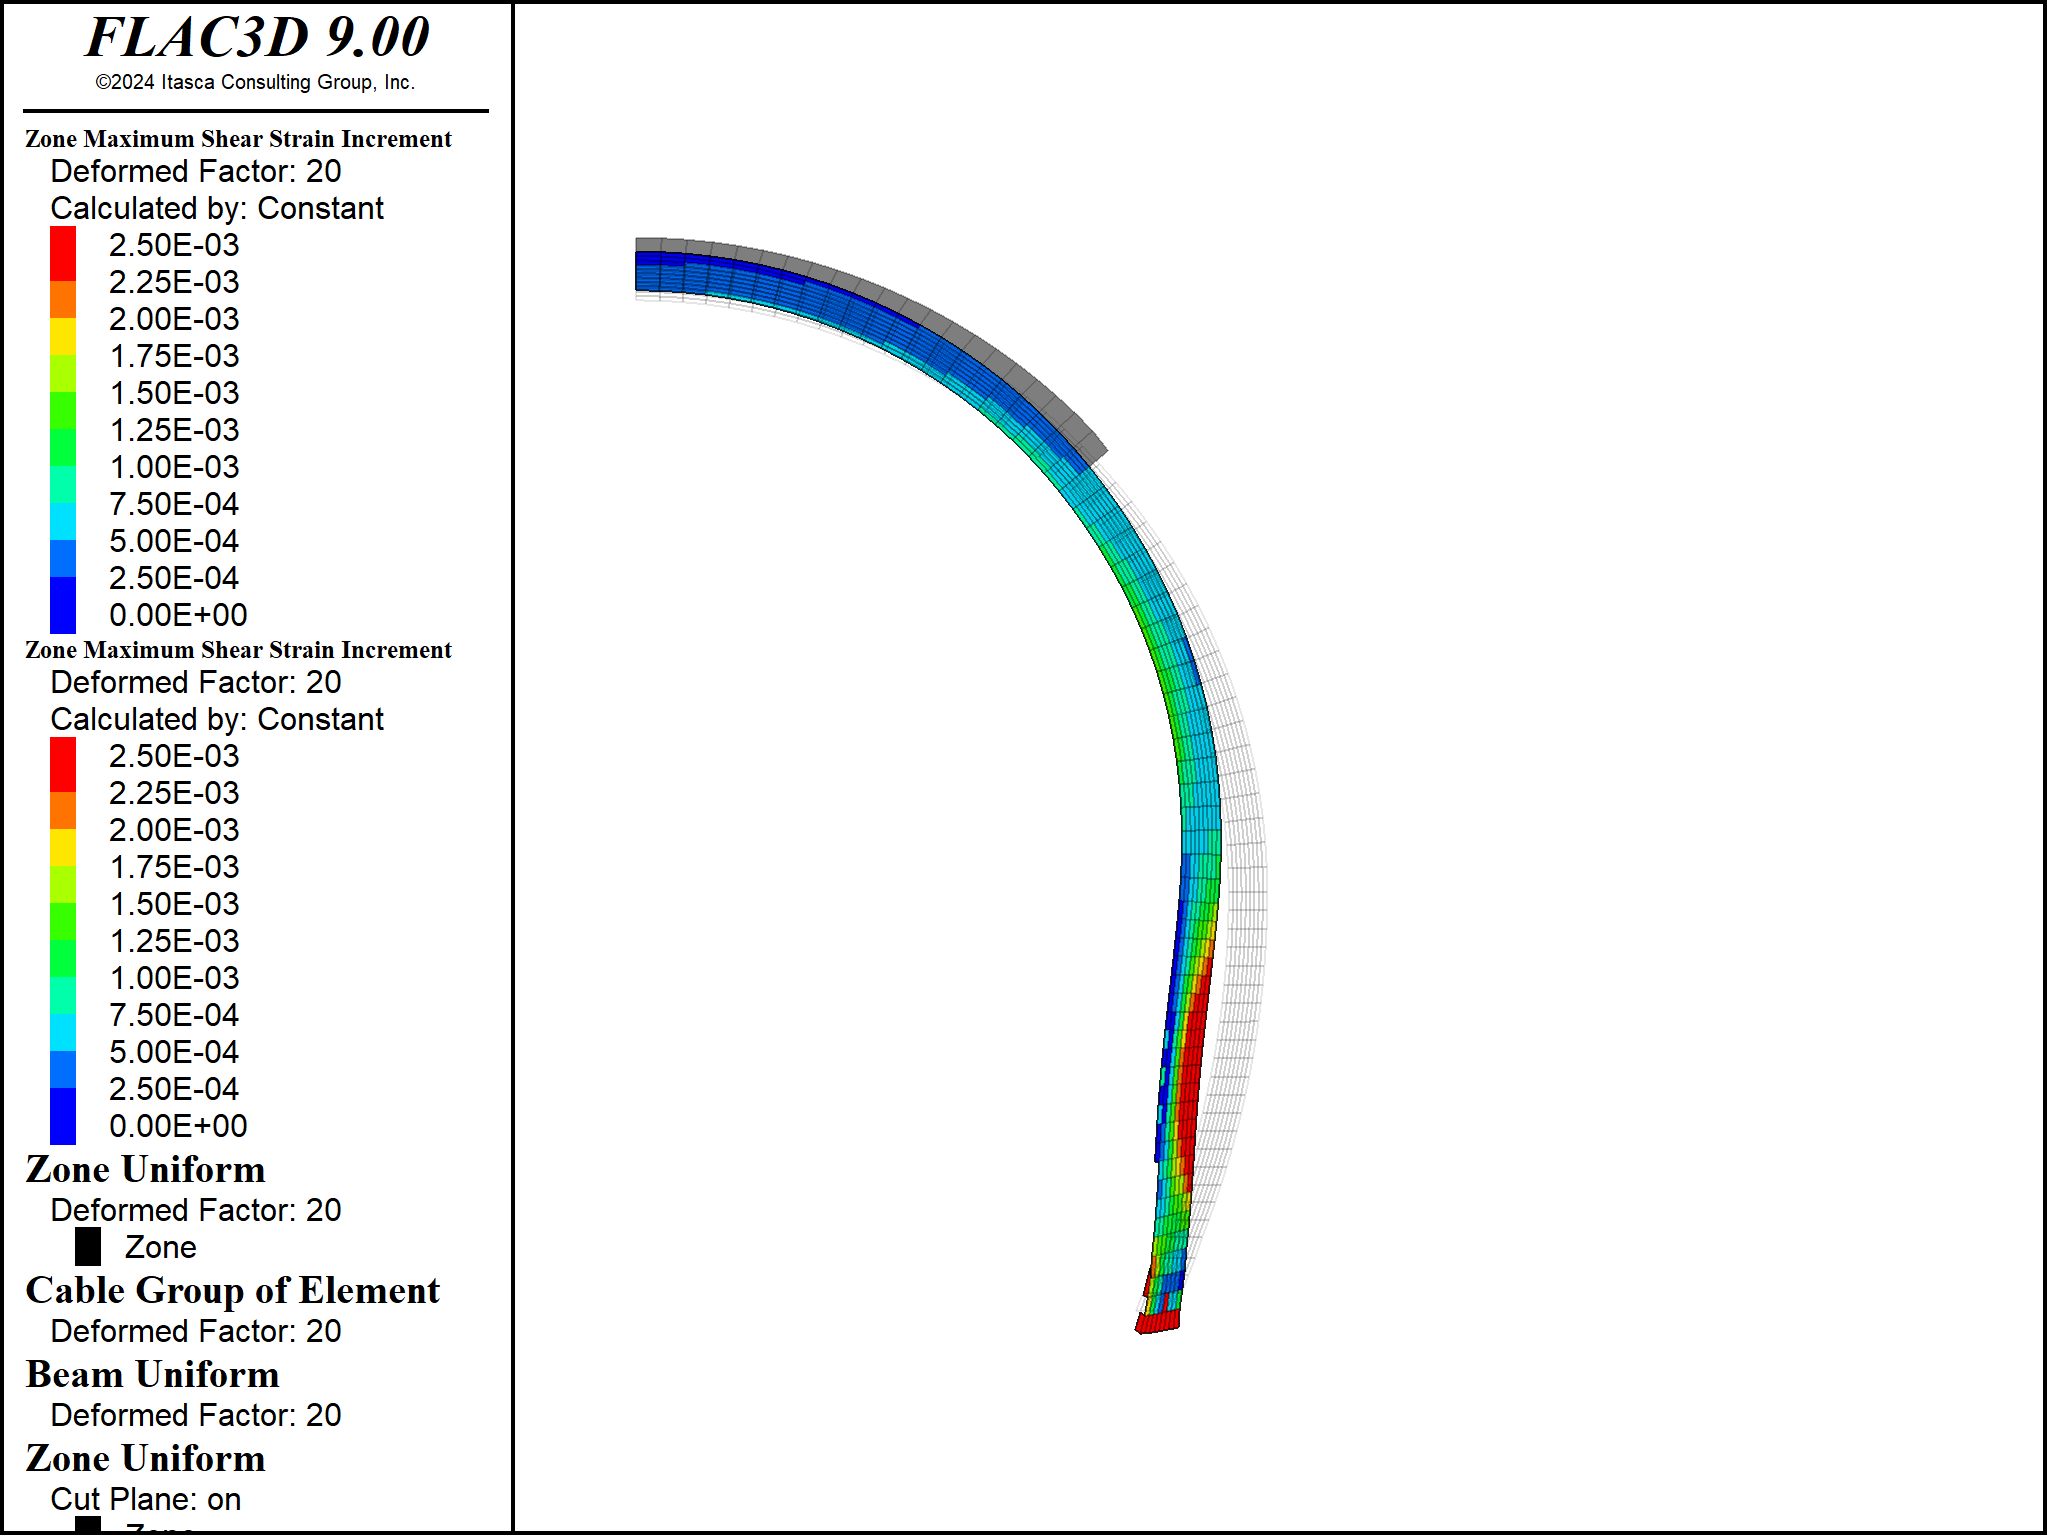 FLAC3D 9.00
©2024 Itasca Consulting Group, Inc.
Zone Maximum Shear Strain Increment
Deformed Factor: 20
Calculated by: Constant
2.50E-03
2.25E-03
2.00E-03
1.75E-03
1.50E-03
1.25E-03
1.00E-03
7.50E-04
5.00E-04
2.50E-04
0.00E+00
Zone Maximum Shear Strain Increment
Deformed Factor: 20
Calculated by: Constant
2.50E-03
2.25E-03
2.00E-03
1.75E-03
1.50E-03
1.25E-03
1.00E-03
7.50E-04
5.00E-04
2.50E-04
0.00E+00
Zone Uniform
Deformed Factor: 20
Zone
Cable Group of Element
Deformed Factor: 20
Beam Uniform
Deformed Factor: 20
Zone Uniform
Cut Plane: on